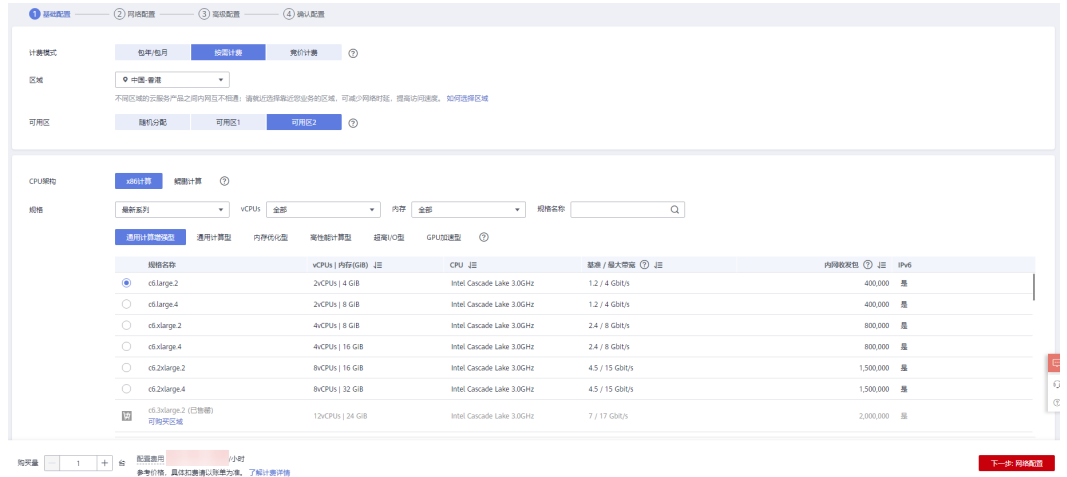 1 基础配置 2 网络配置 3 高级配置 4 确认配置
计费模式 包年/包月 按需计费 竞价计费
区域 中国-香港
不同区域的云服务产品之间内网互不相通；请就近选择靠近您业务的区域，可减少网络时延，提高访问速度。 如何选择区域
可用区 随机分配 可用区1 可用区2
CPU架构 x86计算 鲲鹏计算
规格 最新系列 vCPUs 全部 内存 全部 规格名称
通用计算增强型 通用计算型 内存优化型 高性能计算型 超高I/O型 GPU加速型
规格名称 vCPUs | 内存(GiB) CPU 基准 / 最大带宽 内网收发包 IPv6
c6.large.2 2vCPUs | 4 GiB Intel Cascade Lake 3.0GHz 1.2 / 4 Gbit/s 400,000 是
c6.large.4 2vCPUs | 8 GiB Intel Cascade Lake 3.0GHz 1.2 / 4 Gbit/s 400,000 是
c6.xlarge.2 4vCPUs | 8 GiB Intel Cascade Lake 3.0GHz 2.4 / 8 Gbit/s 800,000 是
c6.xlarge.4 4vCPUs | 16 GiB Intel Cascade Lake 3.0GHz 2.4 / 8 Gbit/s 800,000 是
c6.2xlarge.2 8vCPUs | 16 GiB Intel Cascade Lake 3.0GHz 4.5 / 15 Gbit/s 1,500,000 是
c6.2xlarge.4 8vCPUs | 32 GiB Intel Cascade Lake 3.0GHz 4.5 / 15 Gbit/s 1,500,000 是
c6.3xlarge.2 (已售罄) 12vCPUs | 24 GiB Intel Cascade Lake 3.0GHz 7 / 17 Gbit/s 2,000,000 是
可购买区域
购买量 1 台 配置费用 /小时 下一步: 网络配置
参考价格，具体扣费请以账单为准。 了解计费详情